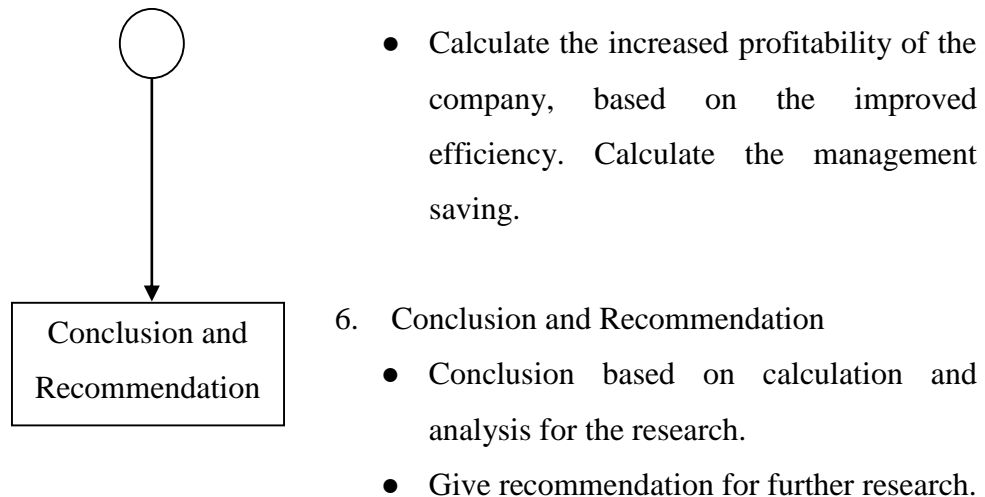 ● Calculate the increased profitability of the
company, based on the improved
efficiency. Calculate the management
saving.
Conclusion and
Recommendation
6. Conclusion and Recommendation
● Conclusion based on calculation and
analysis for the research.
● Give recommendation for further research.